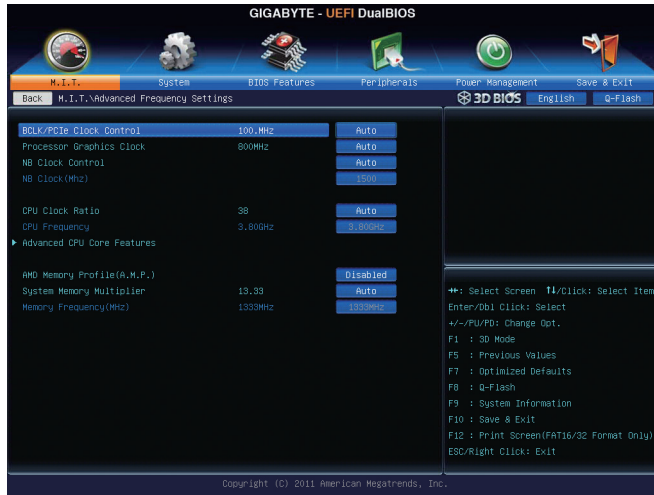 GIGABYTE - UEFI DualBIOS
M.I.T. System BIOS Features Peripherals Power Management Save & Exit
Back M.I.T.\Advanced Frequency Settings 3D BIOS English Q-Flash
BCLK/PCIe Clock Control 100.MHz Auto
Processor Graphics Clock 800MHz Auto
NB Clock Control Auto
NB Clock(Mhz) 1500
CPU Clock Ratio 38 Auto
CPU Frequency 3.80GHz 3.80GHz
Advanced CPU Core Features
AMD Memory Profile(A.M.P.) Disabled
System Memory Multiplier 13.33 Auto
Memory Frequency(MHz) 1333MHz 1333MHz
→←: Select Screen ↑↓/Click: Select Item
Enter/Dbl Click: Select
+/-/PU/PD: Change Opt.
F1 : 3D Mode
F5 : Previous Values
F7 : Optimized Defaults
F8 : Q-Flash
F9 : System Information
F10 : Save & Exit
F12 : Print Screen(FAT16/32 Format Only)
ESC/Right Click: Exit
Copyright (C) 2011 American Megatrends, Inc.